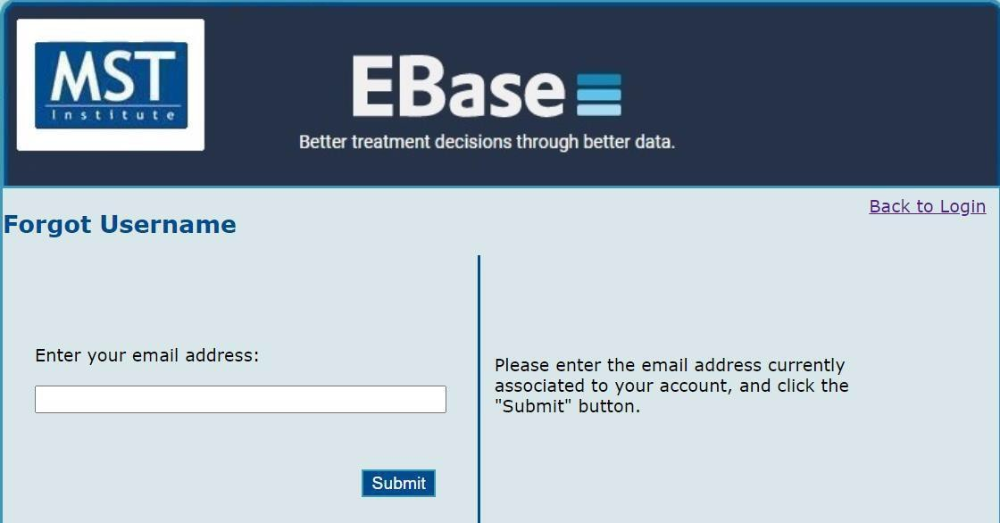 MST
Institute
EBase
Better treatment decisions through better data.
Back to Login
Forgot Username
Enter your email address:
Please enter the email address currently
associated to your account, and click the
"Submit" button.
Submit